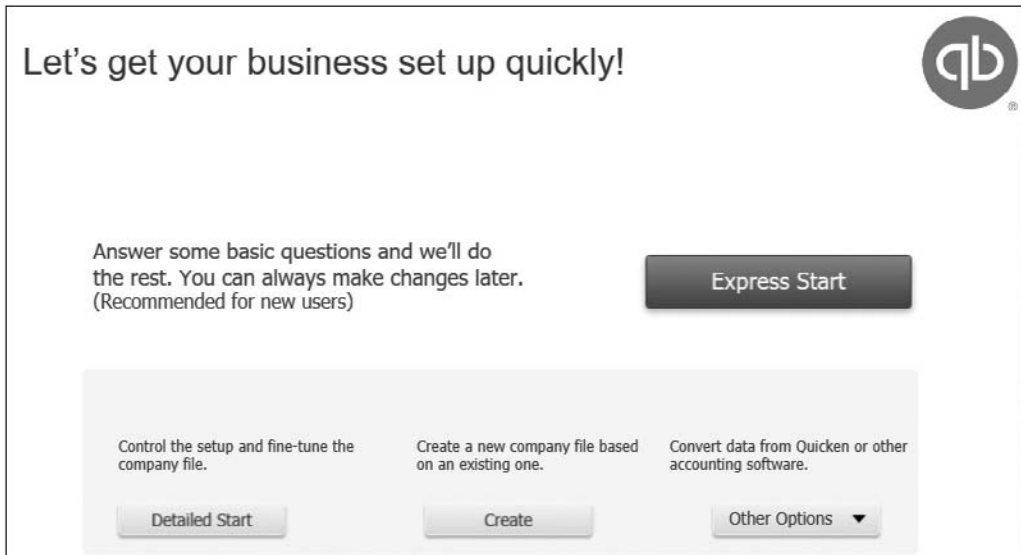 Let's get your business set up quickly!
qb
®
Answer some basic questions and we'll do
the rest. You can always make changes later.
(Recommended for new users)
Express Start
Control the setup and fine-tune the
company file.
Detailed Start
Create a new company file based
on an existing one.
Create
Convert data from Quicken or other
accounting software.
Other Options